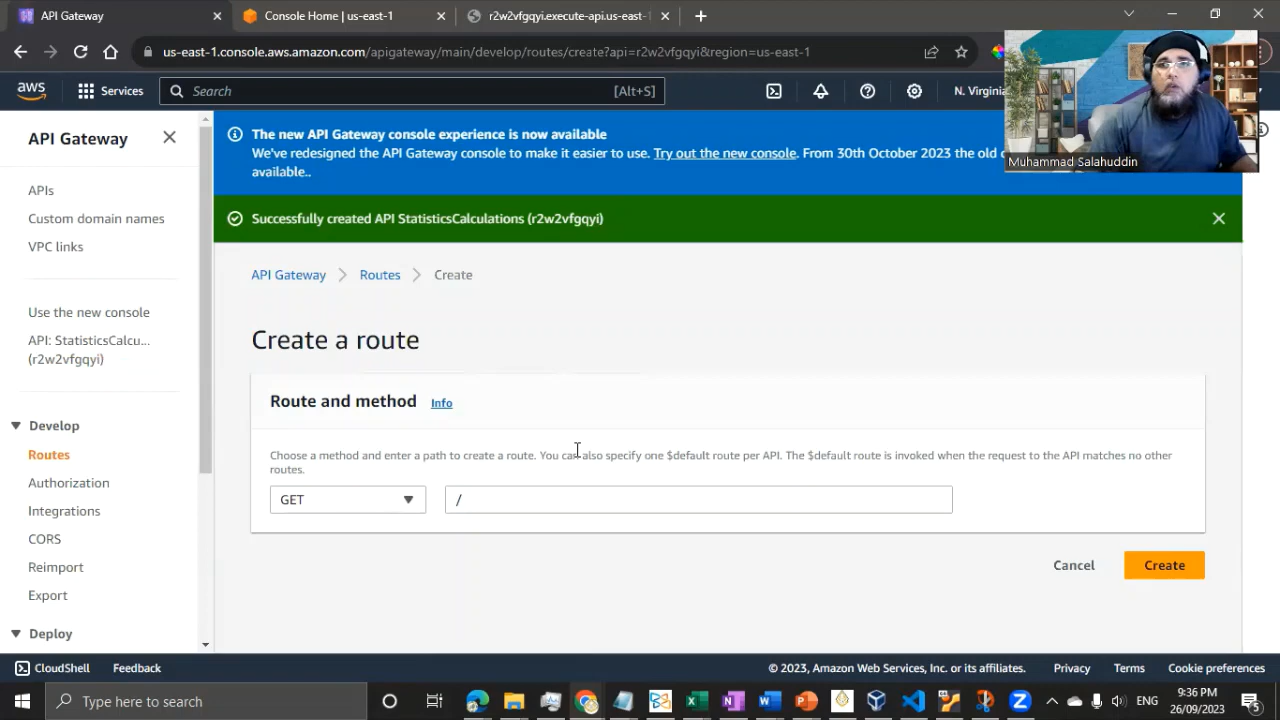 API Gateway
Console Home | us-east-1
r2w2vfgqyi.execute-api.us-east-1
us-east-1.console.aws.amazon.com/apigateway/main/develop/routes/create?api=r2w2vfgqyi&region=us-east-1
aws
Services
Search
[Alt+S]
N. Virginia
Muhammad Salahuddin
API Gateway
APIs
Custom domain names
VPC links
Use the new console
API: StatisticsCalcu...
(r2w2vfgqyi)
Develop
Routes
Authorization
Integrations
CORS
Reimport
Export
Deploy
The new API Gateway console experience is now available
We've redesigned the API Gateway console to make it easier to use. Try out the new console. From 30th October 2023 the old
available..
Successfully created API StatisticsCalculations (r2w2vfgqyi)
API Gateway > Routes > Create
Create a route
Route and method Info
Choose a method and enter a path to create a route. You can also specify one $default route per API. The $default route is invoked when the request to the API matches no other
routes.
GET
/
Cancel
Create
CloudShell
Feedback
© 2023, Amazon Web Services, Inc. or its affiliates.
Privacy
Terms
Cookie preferences
Type here to search
ENG
9:36 PM
26/09/2023
5